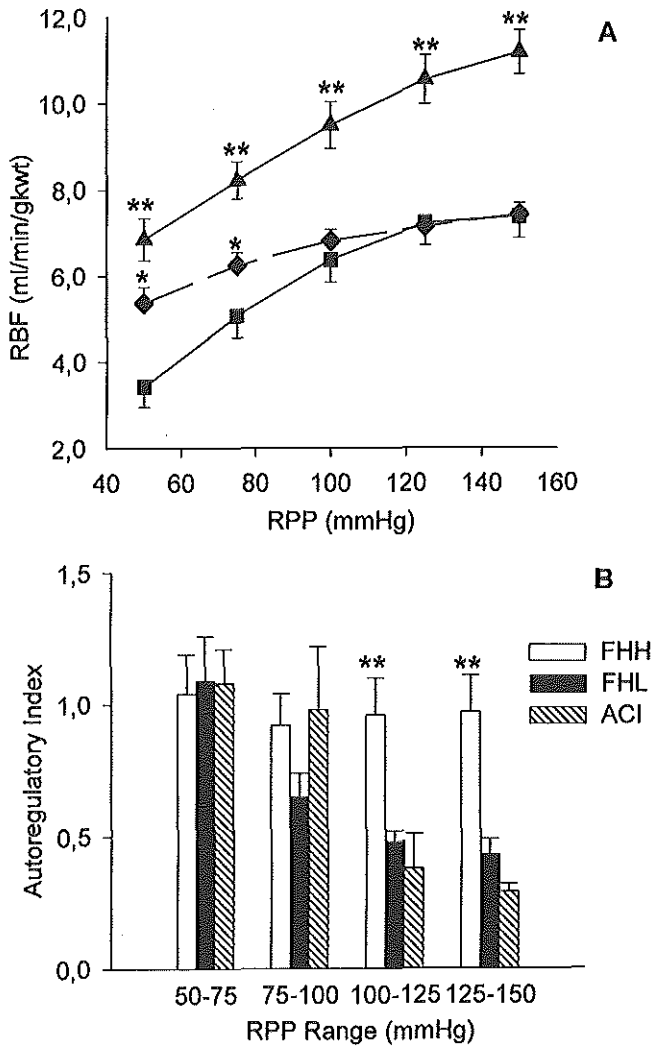 A
12,0
10,0
8,0
6,0
4,0
2,0
RBF (ml/min/gkwt)
**
**
**
**
**
*
*
40 60 80 100 120 140 160
RPP (mmHg)
B
1,5
1,0
0,5
0,0
Autoregulatory Index
** **
FHH
FHL
ACI
50-75 75-100 100-125 125-150
RPP Range (mmHg)